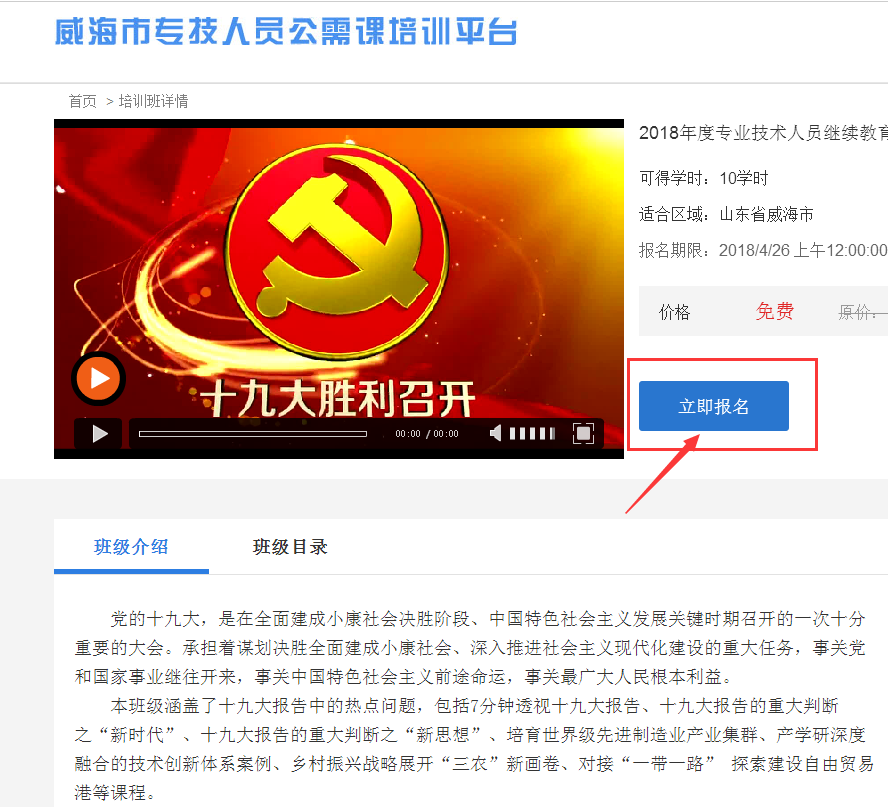 威海市专技人员公需课培训平台
首页 > 培训班详情
2018年度专业技术人员继续教育
可得学时：10学时
适合区域：山东省威海市
报名期限：2018/4/26 上午12:00:00
价格 免费 原价：
立即报名
十九大胜利召开
00:00 / 00:00
班级介绍 班级目录
党的十九大，是在全面建成小康社会决胜阶段、中国特色社会主义发展关键时期召开的一次十分
重要的大会。承担着谋划决胜全面建成小康社会、深入推进社会主义现代化建设的重大任务，事关党
和国家事业继往开来，事关中国特色社会主义前途命运，事关最广大人民根本利益。
本班级涵盖了十九大报告中的热点问题，包括7分钟透视十九大报告、十九大报告的重大判断
之“新时代”、十九大报告的重大判断之“新思想”、培育世界级先进制造业产业集群、产学研深度
融合的技术创新体系案例、乡村振兴战略展开“三农”新画卷、对接“一带一路” 探索建设自由贸易
港等课程。